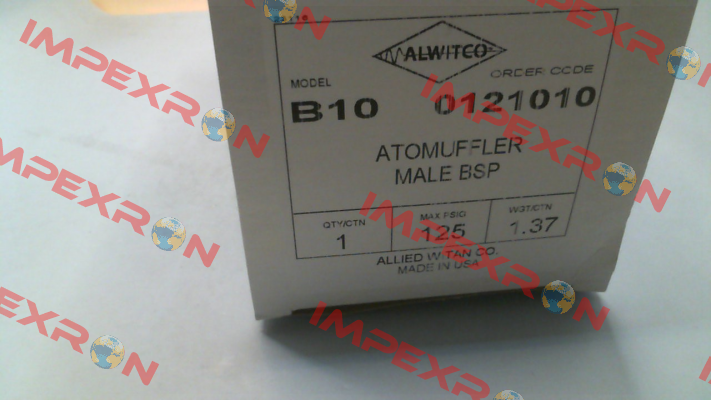 ALWITCO
MODEL
ORDER CODE
B10 0121010
ATOMUFFLER
MALE BSP
QTY/CTN MAX PSIG WGT/CTN
1 125 1.37
ALLIED WITAN CO.
MADE IN USA
IMPEXRON
IMPEXRON
IMPEXRON
IMPEXRON
IMPEXRON
IMPEXRON